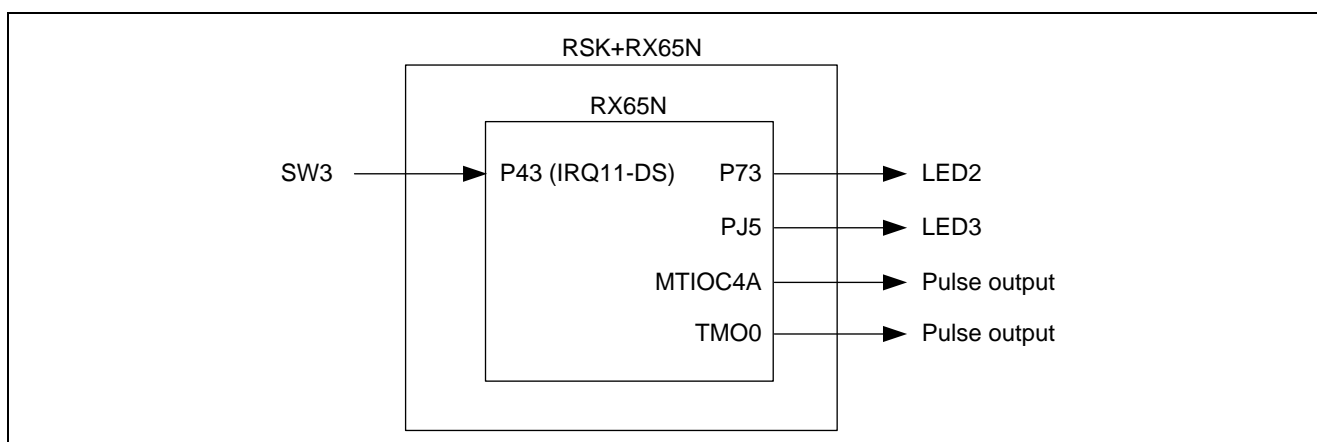 RSK+RX65N
RX65N
SW3
P43 (IRQ11-DS)
P73
LED2
PJ5
LED3
MTIOC4A
Pulse output
TMO0
Pulse output